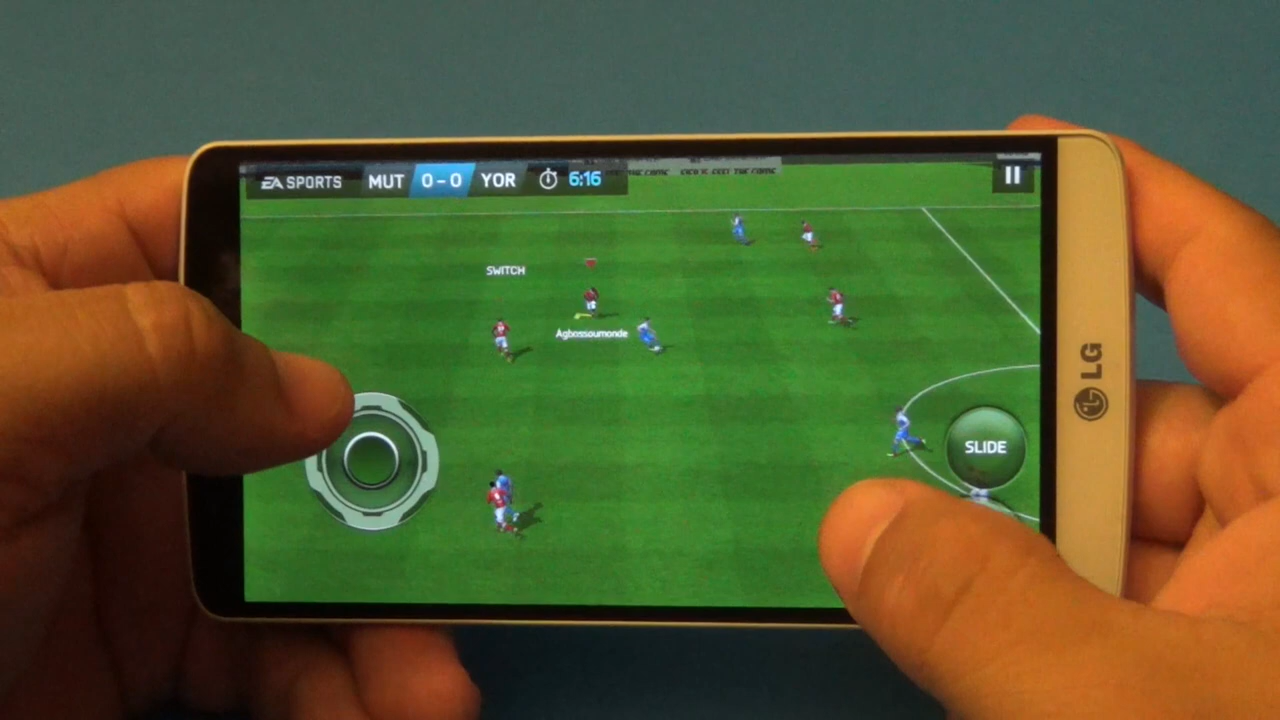 EA SPORTS MUT 0-0 YOR 6:16
SWITCH
Agbossoumonde
SLIDE
LG